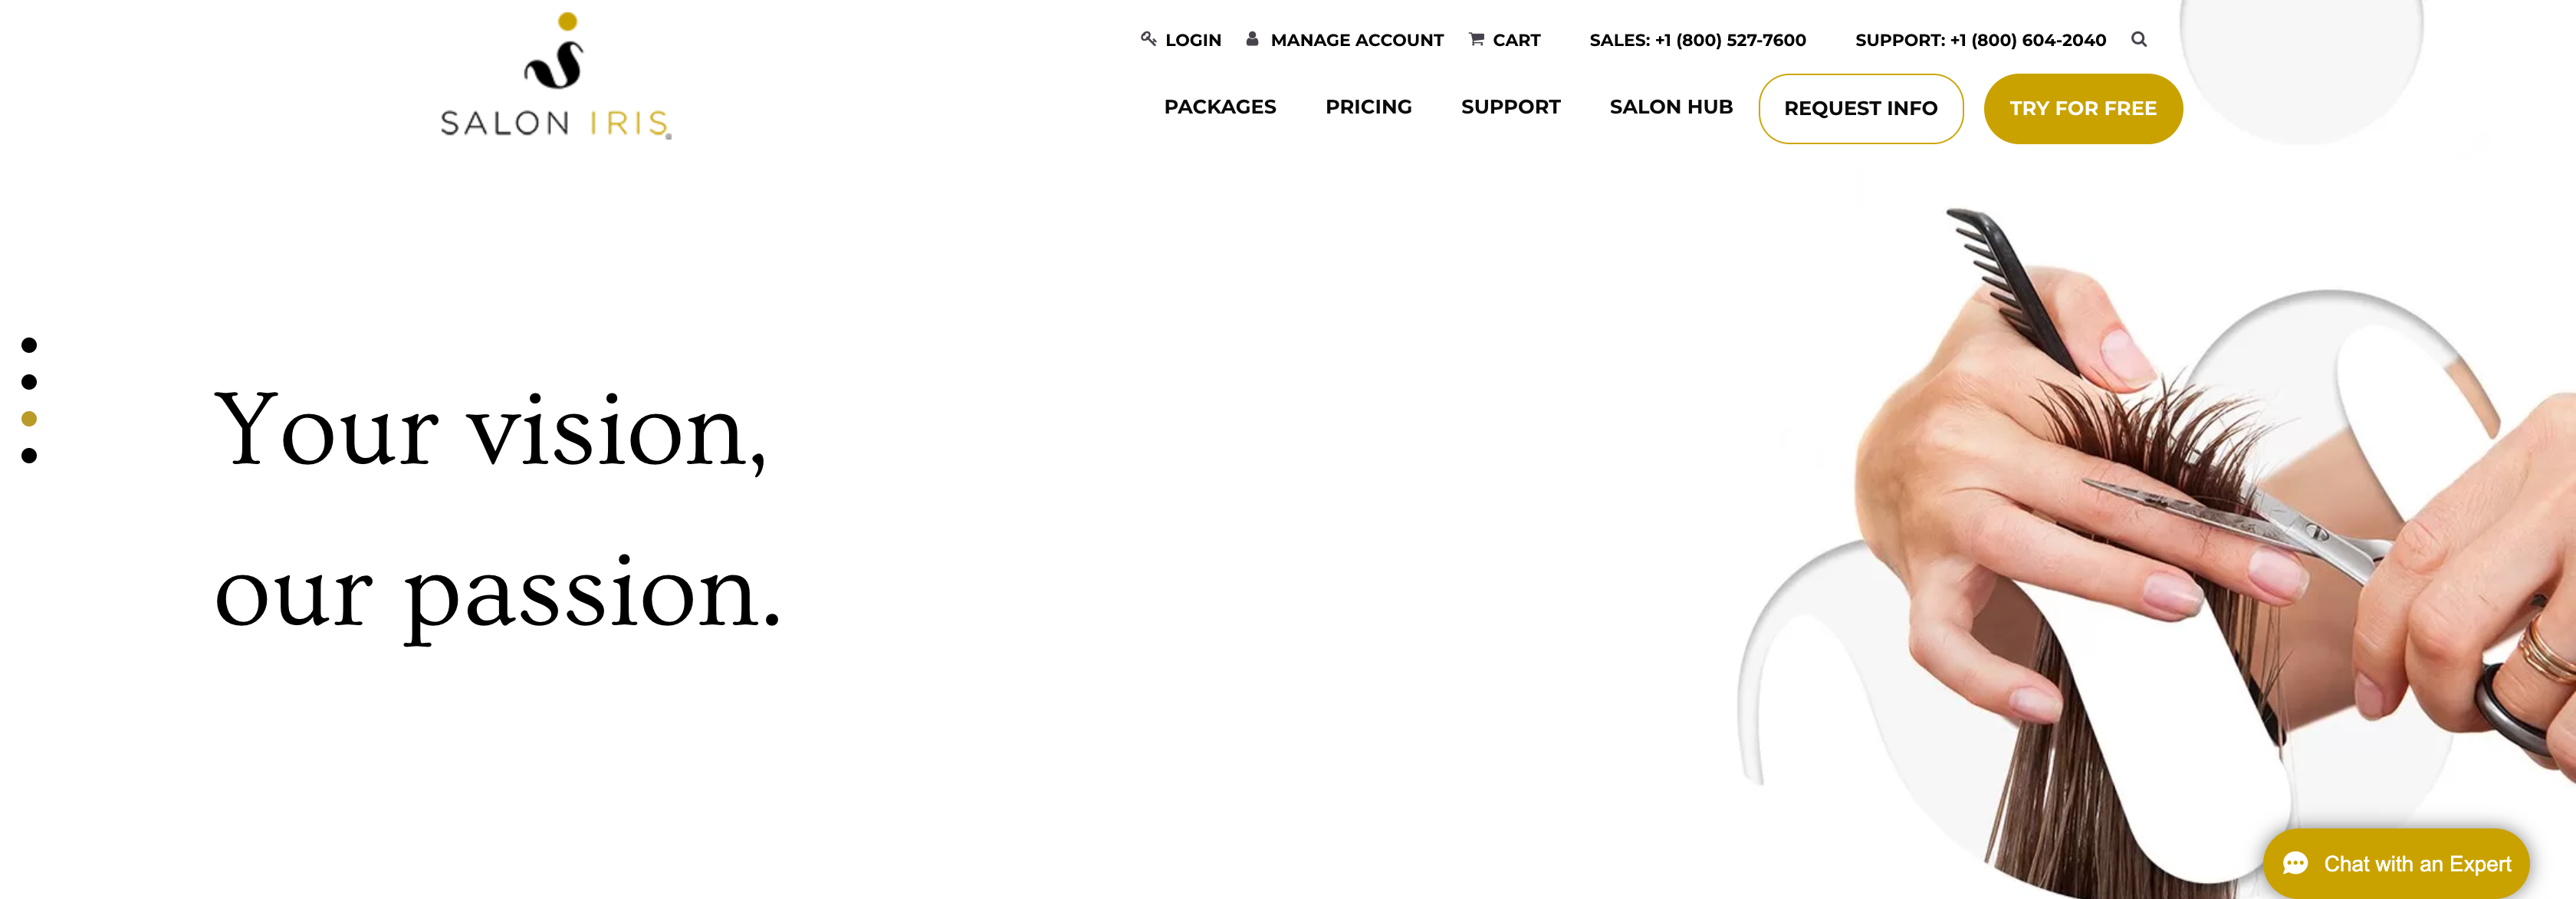 LOGIN MANAGE ACCOUNT CART SALES: +1 (800) 527-7600 SUPPORT: +1 (800) 604-2040
SALON IRIS
PACKAGES PRICING SUPPORT SALON HUB REQUEST INFO TRY FOR FREE
Your vision,
our passion.
Chat with an Expert